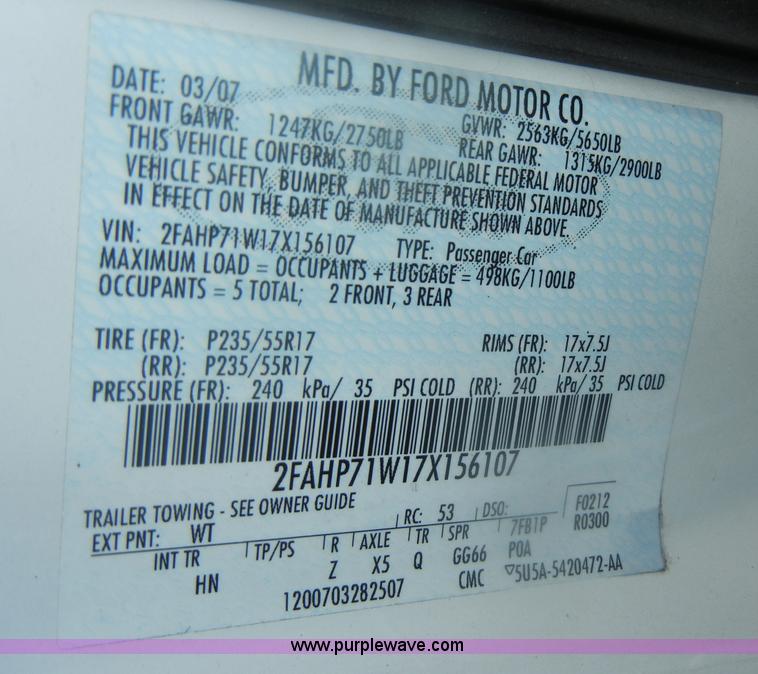 MFD. BY FORD MOTOR CO.
DATE: 03/07 GVWR: 2563KG/5650LB
FRONT GAWR: 1247KG/2750LB REAR GAWR: 1315KG/2900LB
THIS VEHICLE CONFORMS TO ALL APPLICABLE FEDERAL MOTOR
VEHICLE SAFETY, BUMPER, AND THEFT PREVENTION STANDARDS
IN EFFECT ON THE DATE OF MANUFACTURE SHOWN ABOVE.
VIN: 2FAHP71W17X156107 TYPE: Passenger Car
MAXIMUM LOAD = OCCUPANTS + LUGGAGE = 498KG/1100LB
OCCUPANTS = 5 TOTAL; 2 FRONT, 3 REAR
TIRE (FR): P235/55R17 RIMS (FR): 17x7.5J
(RR): P235/55R17 (RR): 17x7.5J
PRESSURE (FR): 240 kPa/ 35 PSI COLD (RR): 240 kPa/ 35 PSI COLD
2FAHP71W17X156107
TRAILER TOWING - SEE OWNER GUIDE
EXT PNT: WT RC: 53 DSO: F0212
INT TR TP/PS R AXLE TR SPR 7FB1P R0300
HN Z X5 Q GG66 POA
1200703282507 CMC ▽5U5A-5420472-AA
www.purplewave.com